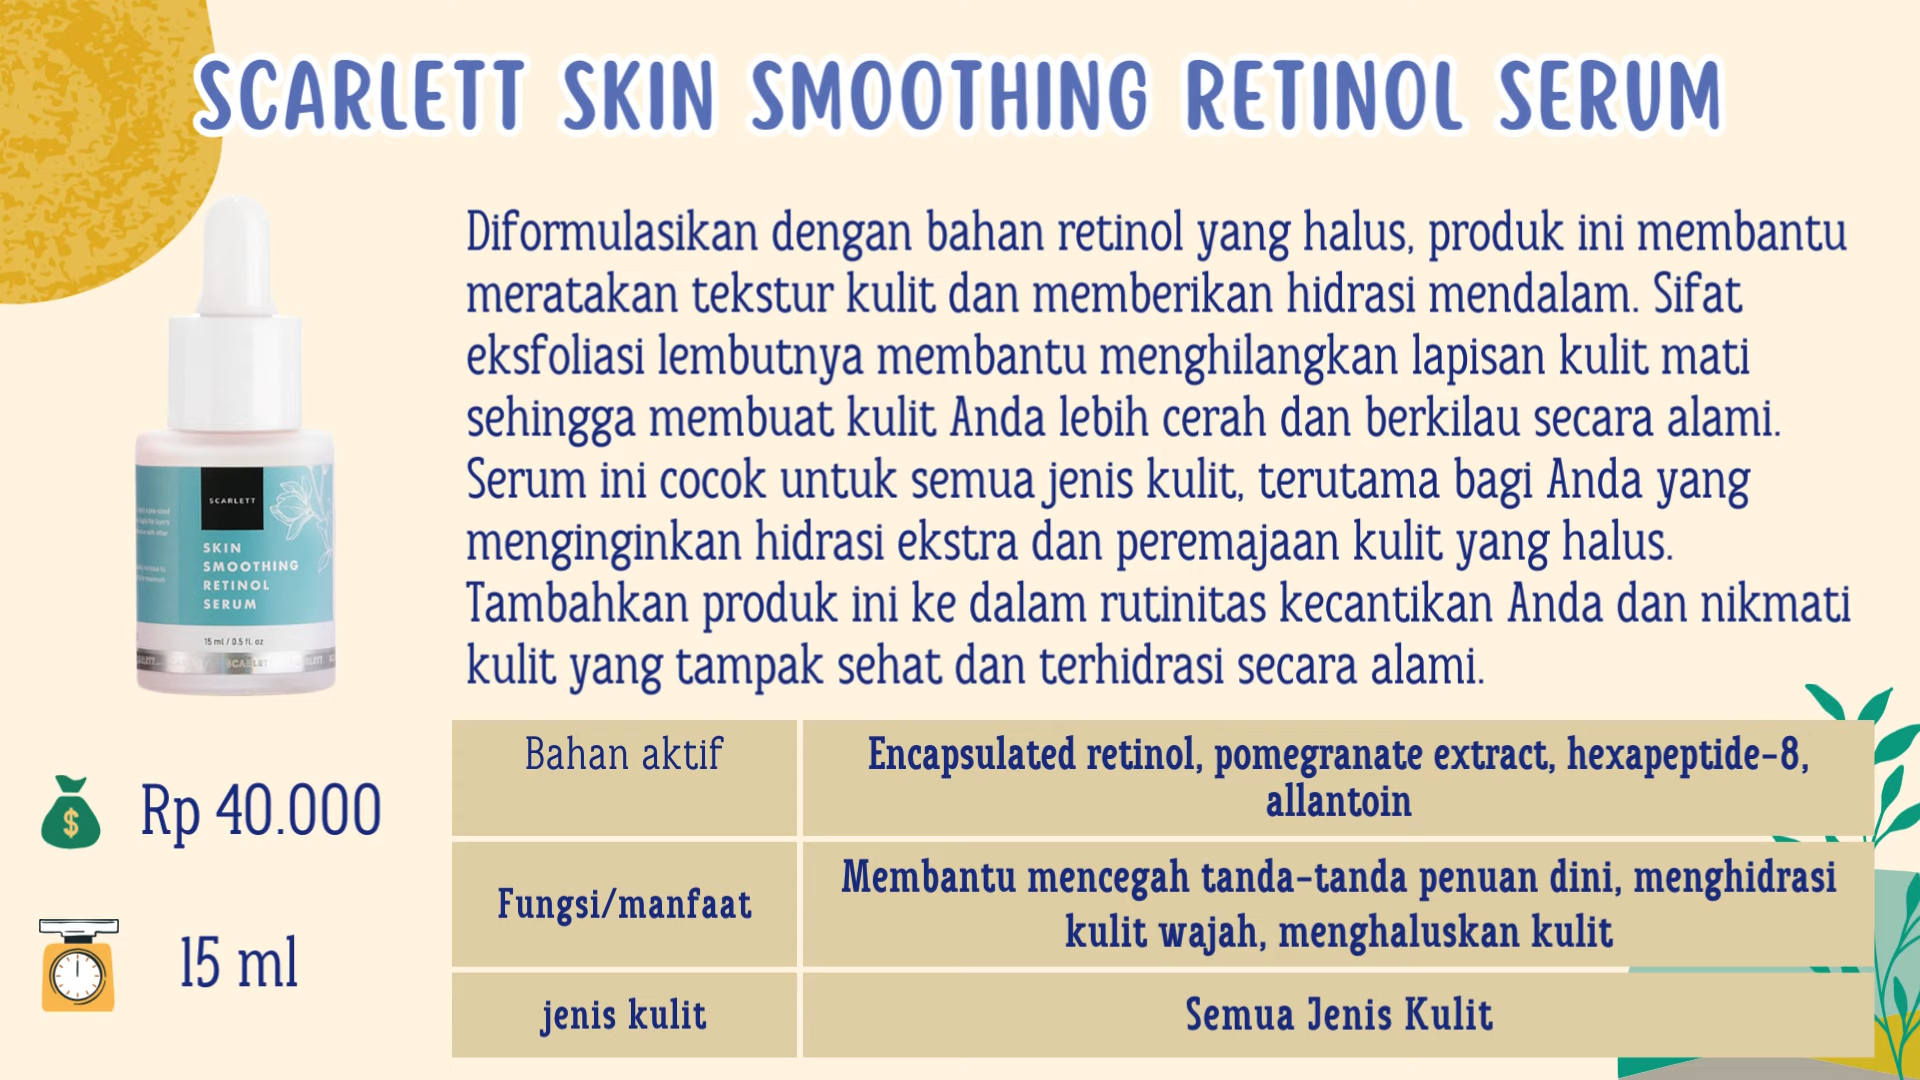 SCARLETT SKIN SMOOTHING RETINOL SERUM
Diformulasikan dengan bahan retinol yang halus, produk ini membantu
meratakan tekstur kulit dan memberikan hidrasi mendalam. Sifat
eksfoliasi lembutnya membantu menghilangkan lapisan kulit mati
sehingga membuat kulit Anda lebih cerah dan berkilau secara alami.
Serum ini cocok untuk semua jenis kulit, terutama bagi Anda yang
menginginkan hidrasi ekstra dan peremajaan kulit yang halus.
Tambahkan produk ini ke dalam rutinitas kecantikan Anda dan nikmati
kulit yang tampak sehat dan terhidrasi secara alami.
SCARLETT
SKIN
SMOOTHING
RETINOL
SERUM
15 ml / 0.5 fl. oz
SCARLETT
$
Rp 40.000
15 ml
Bahan aktif
Encapsulated retinol, pomegranate extract, hexapeptide-8,
allantoin
Fungsi/manfaat
Membantu mencegah tanda-tanda penuan dini, menghidrasi
kulit wajah, menghaluskan kulit
jenis kulit
Semua Jenis Kulit